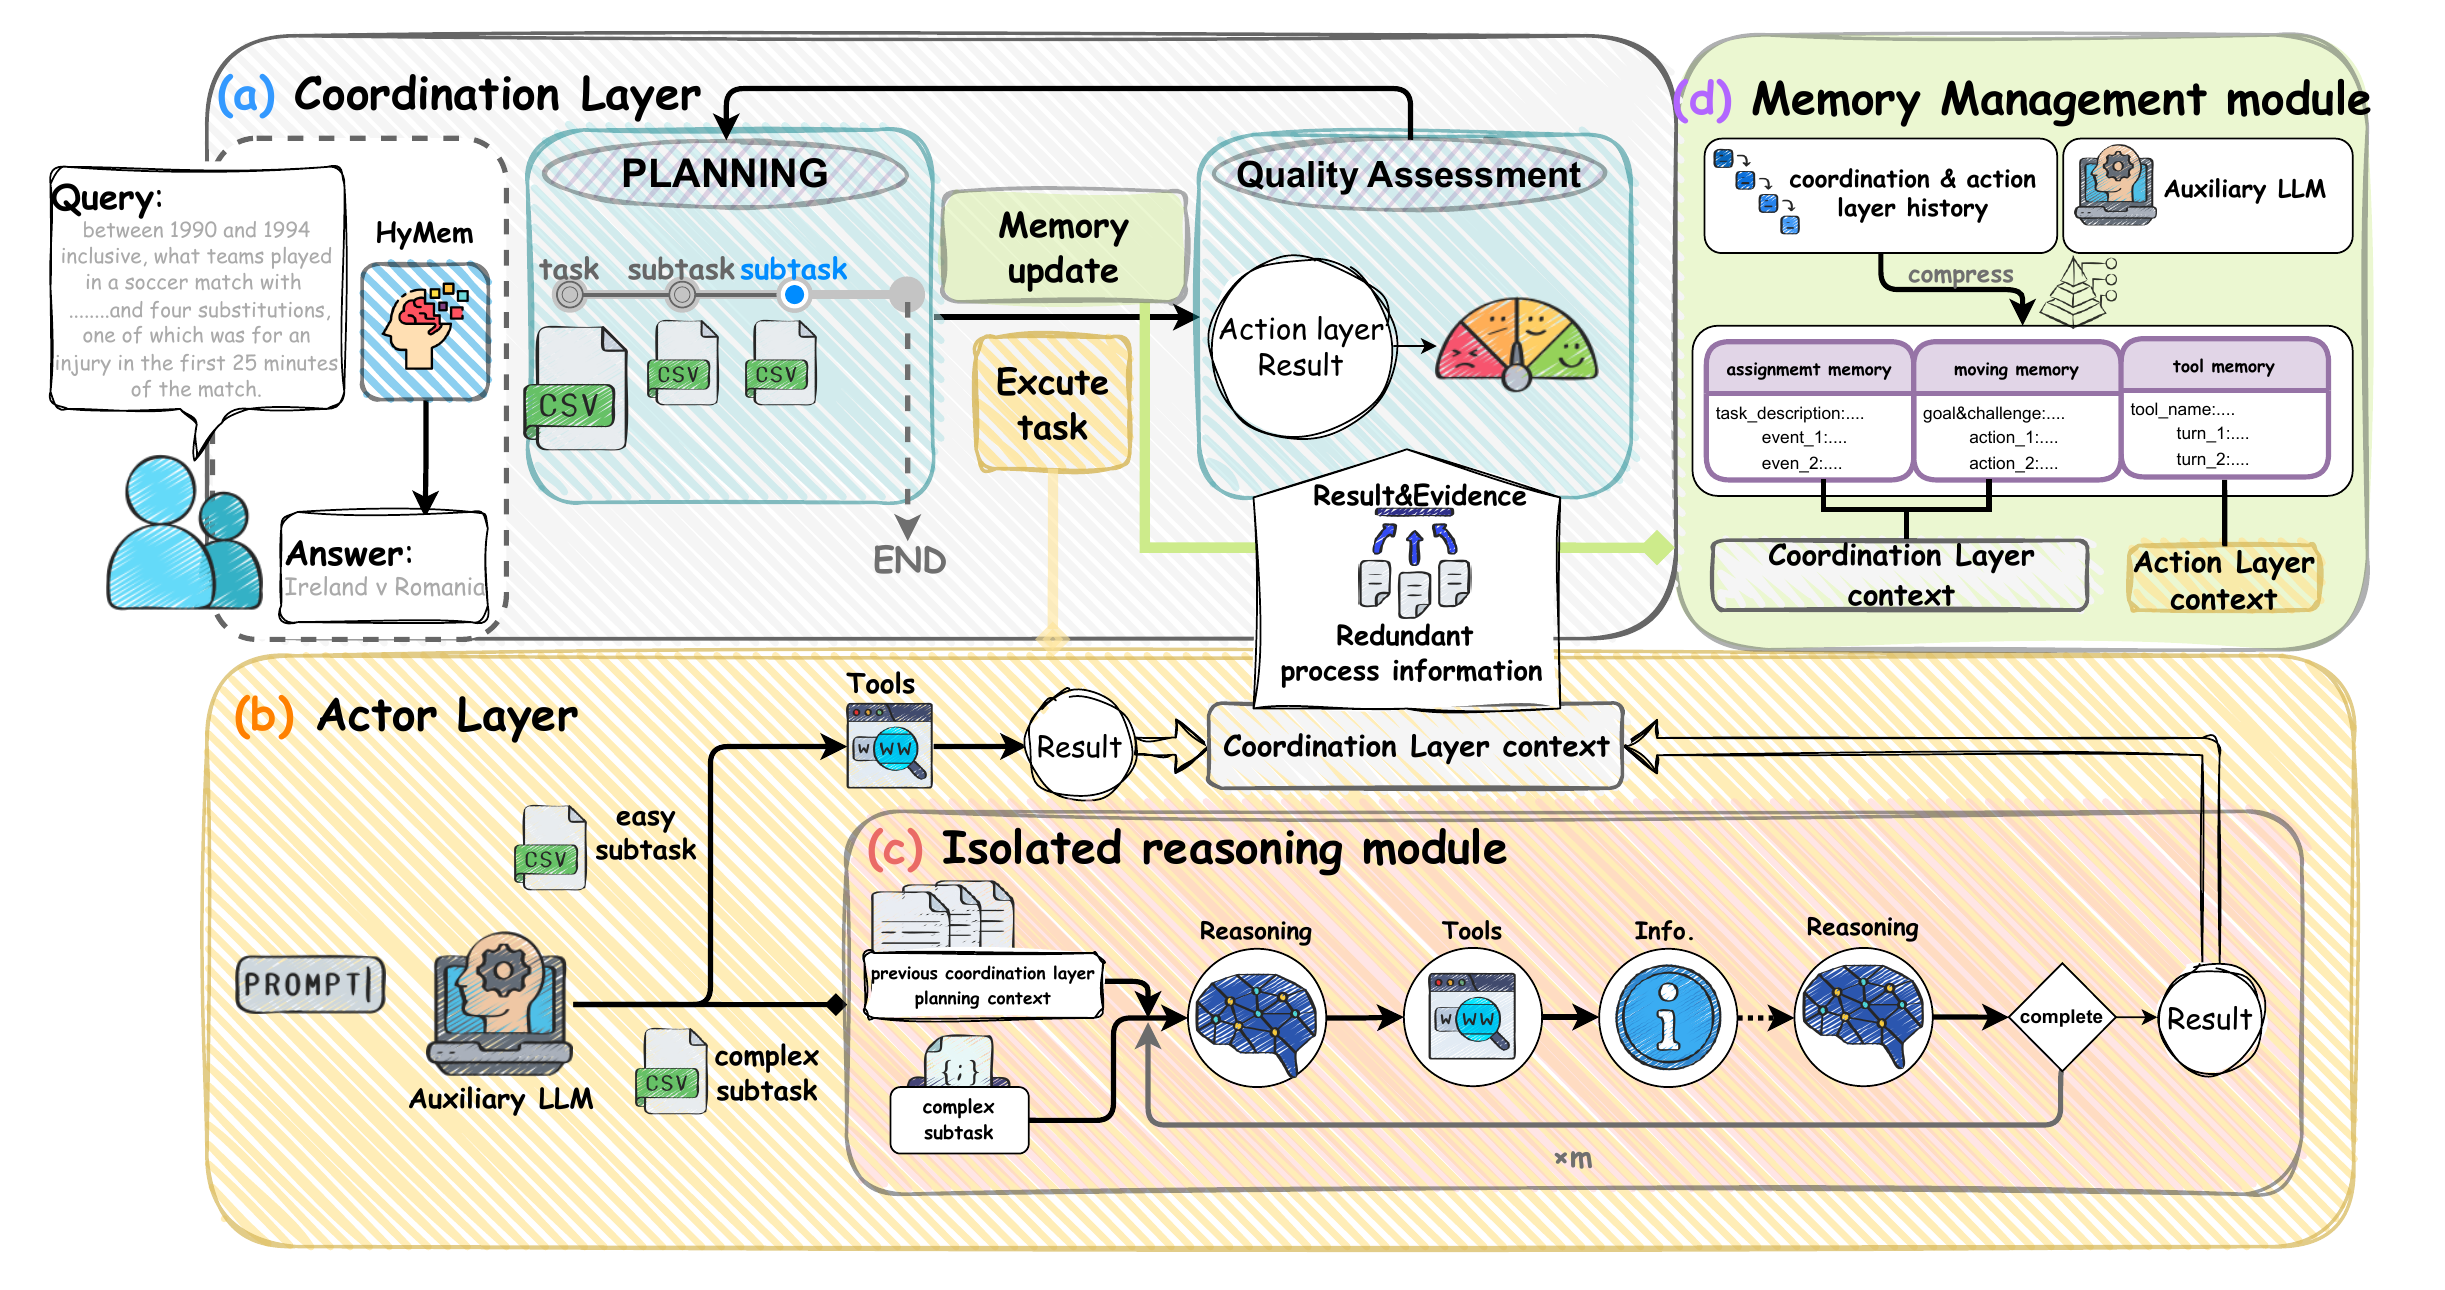 (a) Coordination Layer
Query:
between 1990 and 1994
inclusive, what teams played
in a soccer match with
........and four substitutions,
one of which was for an
injury in the first 25 minutes
of the match.
HyMem
Answer:
Ireland v Romania
PLANNING
task
subtask
subtask
CSV
CSV
CSV
END
Memory
update
Excute
task
Quality Assessment
Action layer
Result
Result&Evidence
Redundant
process information
(d) Memory Management module
coordination & action
layer history
Auxiliary LLM
compress
assignmemt memory
task_description:....
event_1:....
even_2:....
moving memory
goal&challenge:....
action_1:....
action_2:....
tool memory
tool_name:....
turn_1:....
turn_2:....
Coordination Layer
context
Action Layer
context
(b) Actor Layer
PROMPT|
Auxiliary LLM
CSV
easy
subtask
CSV
complex
subtask
Tools
W WW
Result
Coordination Layer context
(c) Isolated reasoning module
previous coordination layer
planning context
{;}
complex
subtask
Reasoning
Tools
W WW
Info.
i
Reasoning
complete
Result
×m